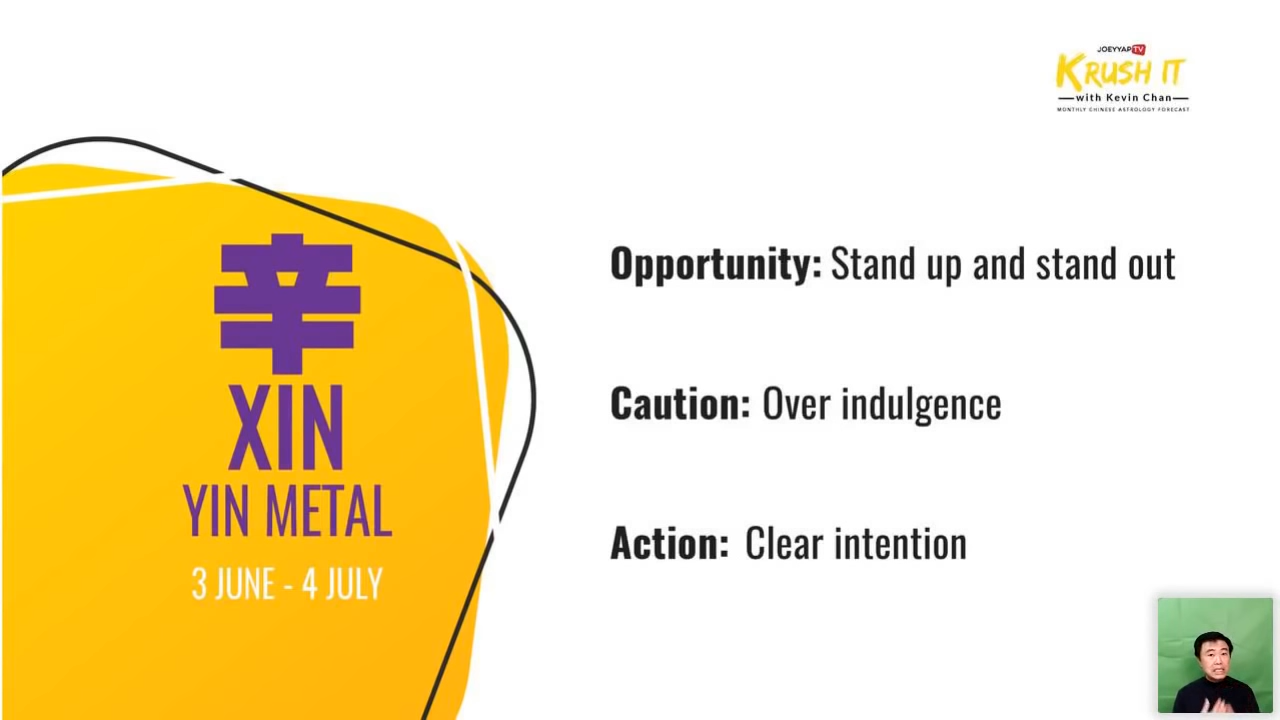 JOEYYAPTV
KRUSH IT
with Kevin Chan
MONTHLY CHINESE ASTROLOGY FORECAST
辛
XIN
YIN METAL
3 JUNE - 4 JULY
Opportunity: Stand up and stand out
Caution: Over indulgence
Action: Clear intention